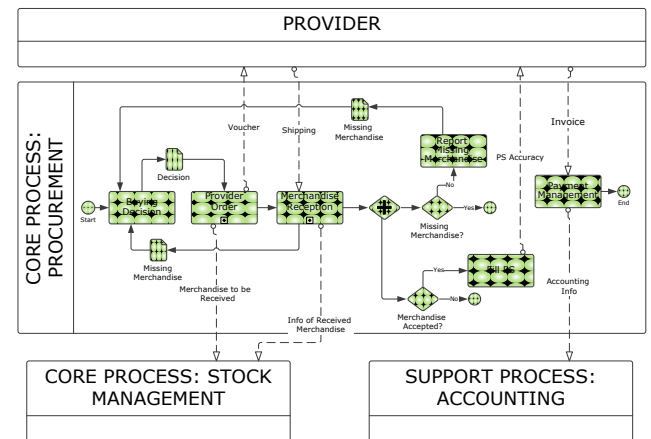 PROVIDER
CORE PROCESS:
PROCUREMENT
Voucher
Shipping
Missing
Merchandise
Report
Missing
Merchandise
PS Accuracy
Invoice
Decision
Start
Buying
Decision
Provider
Order
Merchandise
Reception
No
Yes
Missing
Merchandise?
Payment
Management
End
Missing
Merchandise
Merchandise to be
Received
Yes
Fill PS
No
Merchandise
Accepted?
Accounting
Info
Info of Received
Merchandise
CORE PROCESS: STOCK
MANAGEMENT
SUPPORT PROCESS:
ACCOUNTING